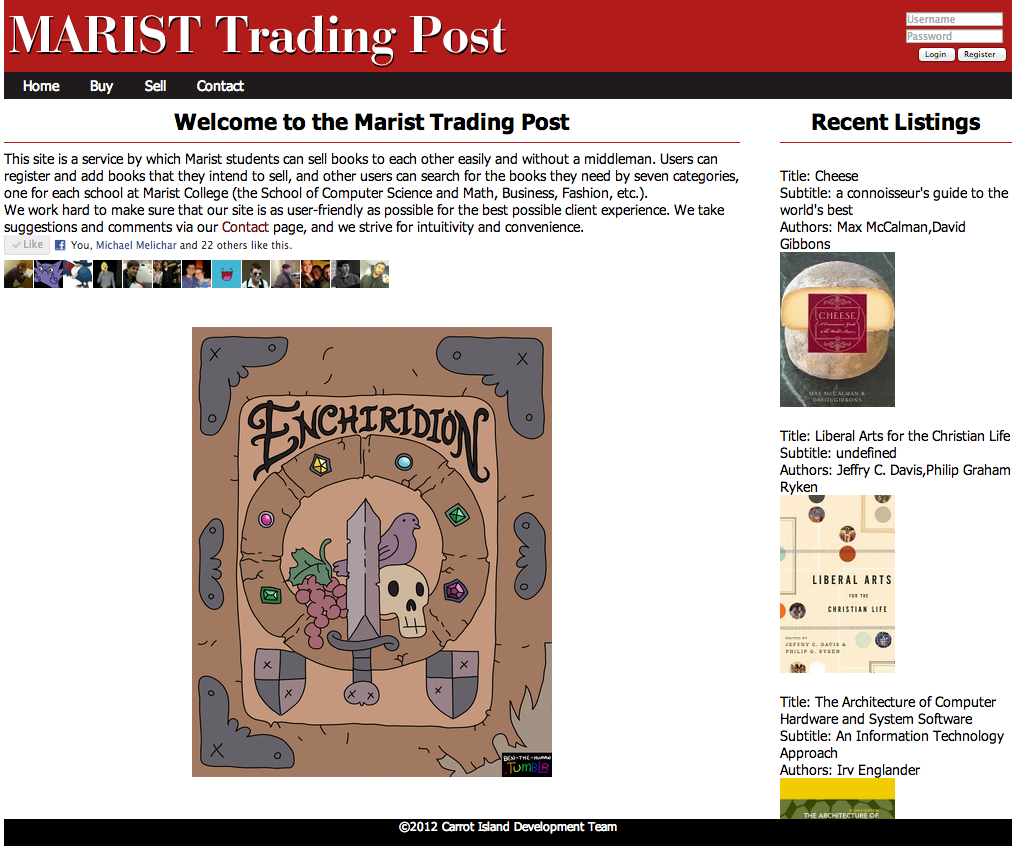 MARIST Trading Post
Username
Password
Login Register
Home Buy Sell Contact
Welcome to the Marist Trading Post
This site is a service by which Marist students can sell books to each other easily and without a middleman. Users can
register and add books that they intend to sell, and other users can search for the books they need by seven categories,
one for each school at Marist College (the School of Computer Science and Math, Business, Fashion, etc.).
We work hard to make sure that our site is as user-friendly as possible for the best possible client experience. We take
suggestions and comments via our Contact page, and we strive for intuitivity and convenience.
Like You, Michael Melichar and 22 others like this.
ENCHIRIDION
BEN-THE-HUMAN
TUMBLR
Recent Listings
Title: Cheese
Subtitle: a connoisseur's guide to the
world's best
Authors: Max McCalman,David
Gibbons
CHEESE
A Connoisseur's Guide
to the World's Best
MAX McCALMAN &
DAVID GIBBONS
Title: Liberal Arts for the Christian Life
Subtitle: undefined
Authors: Jeffry C. Davis,Philip Graham
Ryken
LIBERAL ARTS
FOR THE
CHRISTIAN LIFE
EDITED BY
JEFFRY C. DAVIS &
PHILIP G. RYKEN
Title: The Architecture of Computer
Hardware and System Software
Subtitle: An Information Technology
Approach
Authors: Irv Englander
THE ARCHITECTURE OF
©2012 Carrot Island Development Team